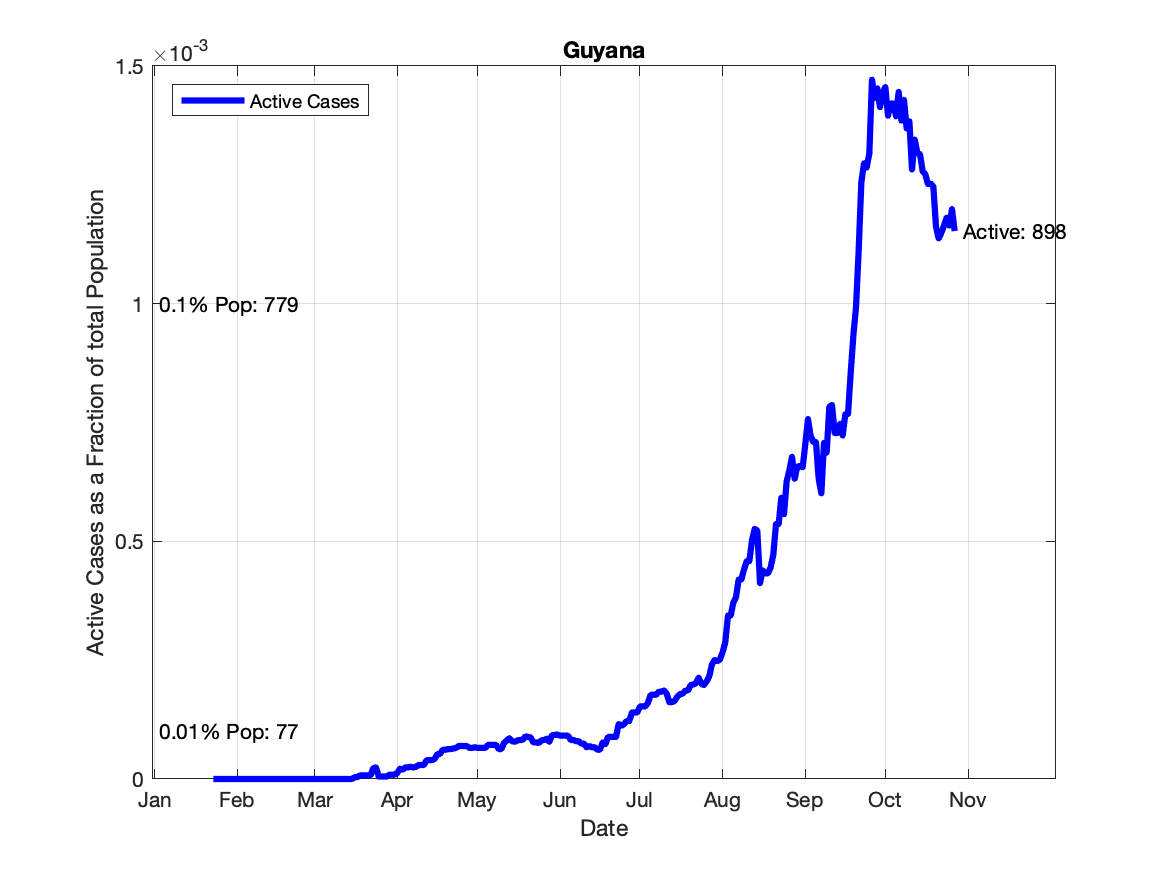 Guyana
×10-3
1.5
Active Cases
Active: 898
1
0.1% Pop: 779
0.5
0.01% Pop: 77
0
Jan Feb Mar Apr May Jun Jul Aug Sep Oct Nov
Date
Active Cases as a Fraction of total Population